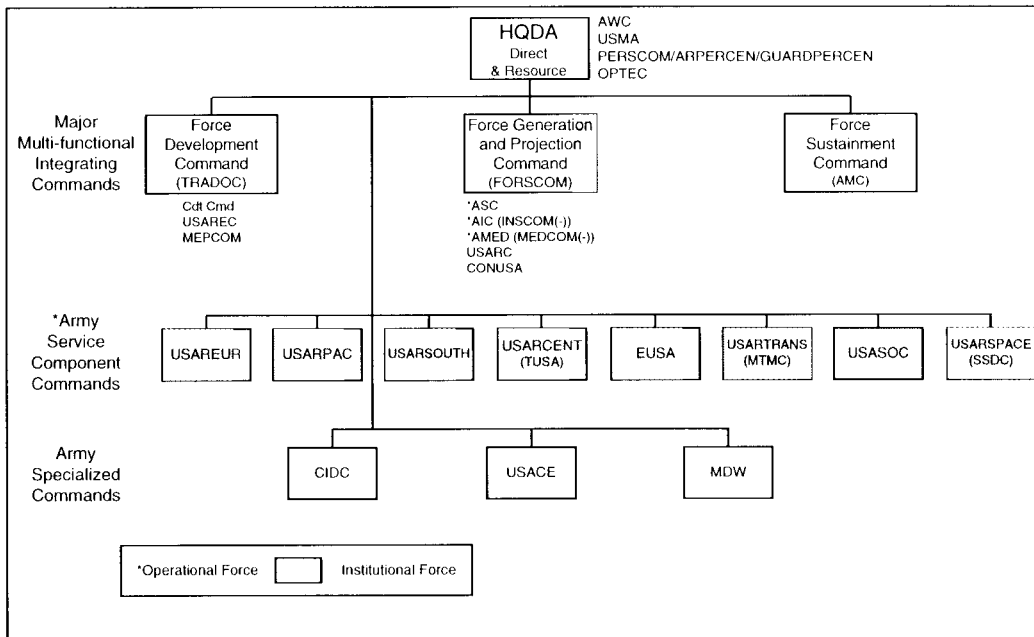 HQDA
Direct
& Resource
AWC
USMA
PERSCOM/ARPERCEN/GUARDPERCEN
OPTEC
Major
Multi-functional
Integrating
Commands
Force
Development
Command
(TRADOC)
Cdt Cmd
USAREC
MEPCOM
Force Generation
and Projection
Command
(FORSCOM)
*ASC
*AIC (INSCOM(-))
*AMED (MEDCOM(-))
USARC
CONUSA
Force
Sustainment
Command
(AMC)
*Army
Service
Component
Commands
USAREUR
USARPAC
USARSOUTH
USARCENT
(TUSA)
EUSA
USARTRANS
(MTMC)
USASOC
USARSPACE
(SSDC)
Army
Specialized
Commands
CIDC
USACE
MDW
*Operational Force
Institutional Force